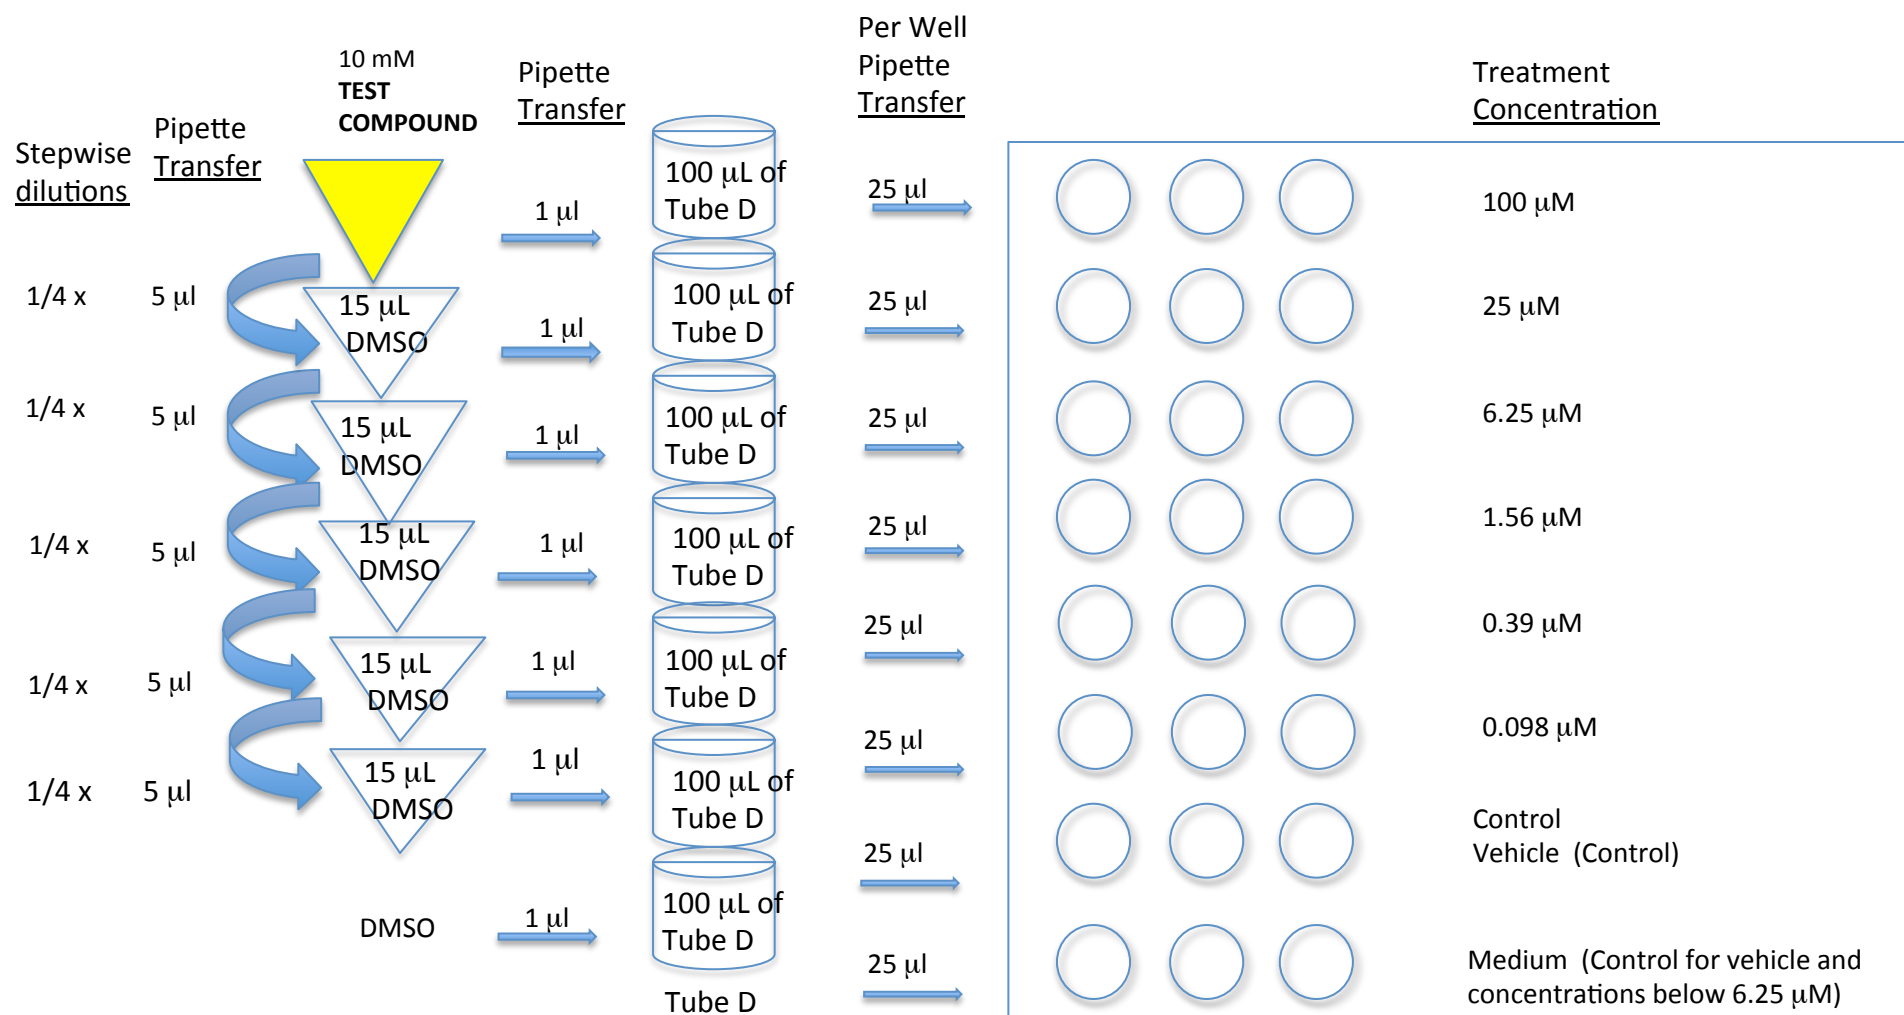 Stepwise
dilutions
Pipette
Transfer
10 mM
TEST
COMPOUND
Pipette
Transfer
Per Well
Pipette
Transfer
Treatment
Concentration
1 µl
100 µL of
Tube D
25 µl
100 µM
1/4 x
5 µl
15 µL
DMSO
1 µl
100 µL of
Tube D
25 µl
25 µM
1/4 x
5 µl
15 µL
DMSO
1 µl
100 µL of
Tube D
25 µl
6.25 µM
1/4 x
5 µl
15 µL
DMSO
1 µl
100 µL of
Tube D
25 µl
1.56 µM
1/4 x
5 µl
15 µL
DMSO
1 µl
100 µL of
Tube D
25 µl
0.39 µM
1/4 x
5 µl
15 µL
DMSO
1 µl
100 µL of
Tube D
25 µl
0.098 µM
DMSO
1 µl
100 µL of
Tube D
25 µl
Control
Vehicle (Control)
Tube D
25 µl
Medium (Control for vehicle and
concentrations below 6.25 µM)